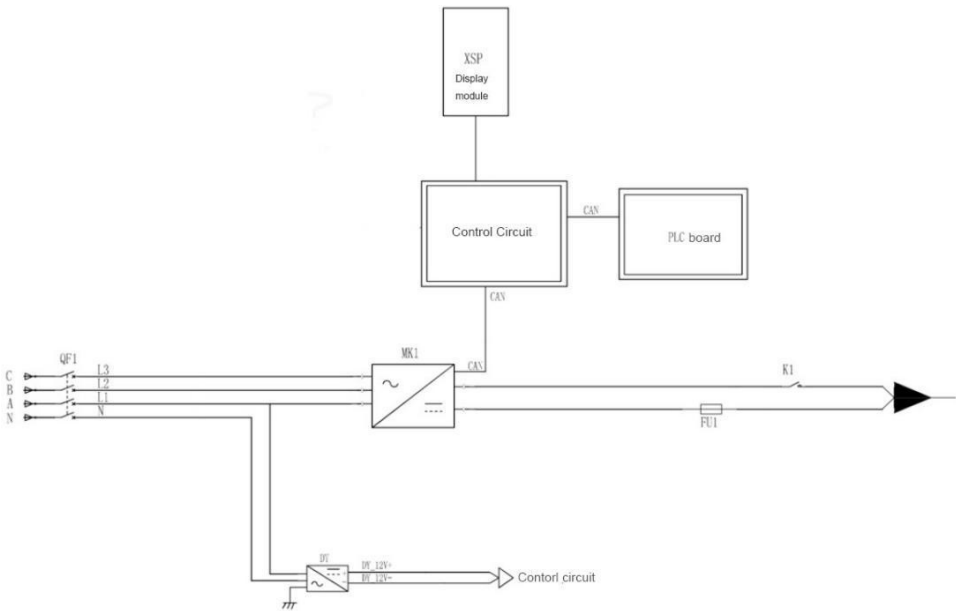 XSP
Display
module
Control Circuit
CAN
PLC board
CAN
QF1
MK1
CAN
K1
C
L3
B
L2
A
L1
N
N
FU1
DY
DY_12V+
DY_12V-
Contorl circuit